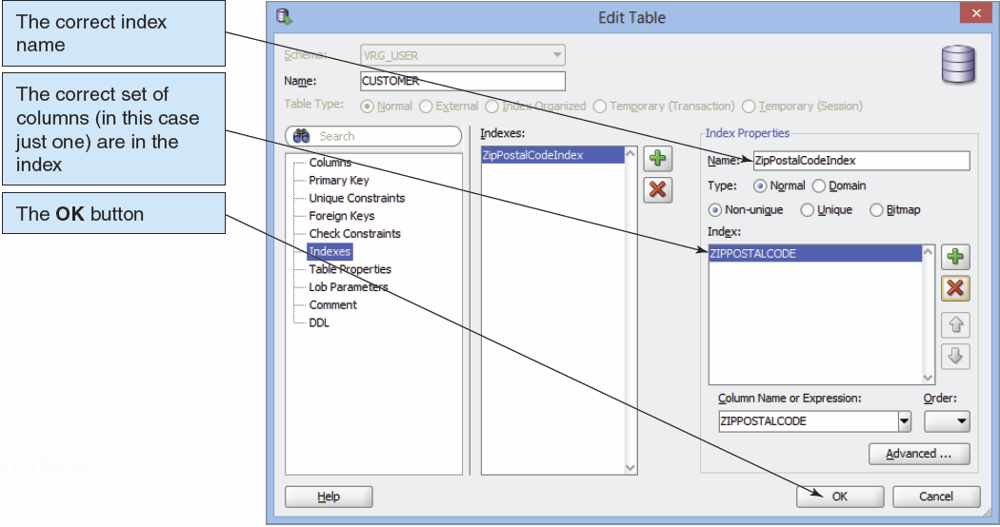 The correct index
name
The correct set of
columns (in this case
just one) are in the
index
The OK button
Edit Table
Schema:
VRG_USER
Name:
CUSTOMER
Table Type:
Normal
External
Index Organized
Temporary (Transaction)
Temporary (Session)
Search
Columns
Primary Key
Unique Constraints
Foreign Keys
Check Constraints
Indexes
Table Properties
Lob Parameters
Comment
DDL
Indexes:
ZipPostalCodeIndex
Index Properties
Name:
ZipPostalCodeIndex
Type:
Normal
Domain
Non-unique
Unique
Bitmap
Index:
ZIPPOSTALCODE
Column Name or Expression:
Order:
ZIPPOSTALCODE
Advanced ...
Help
OK
Cancel